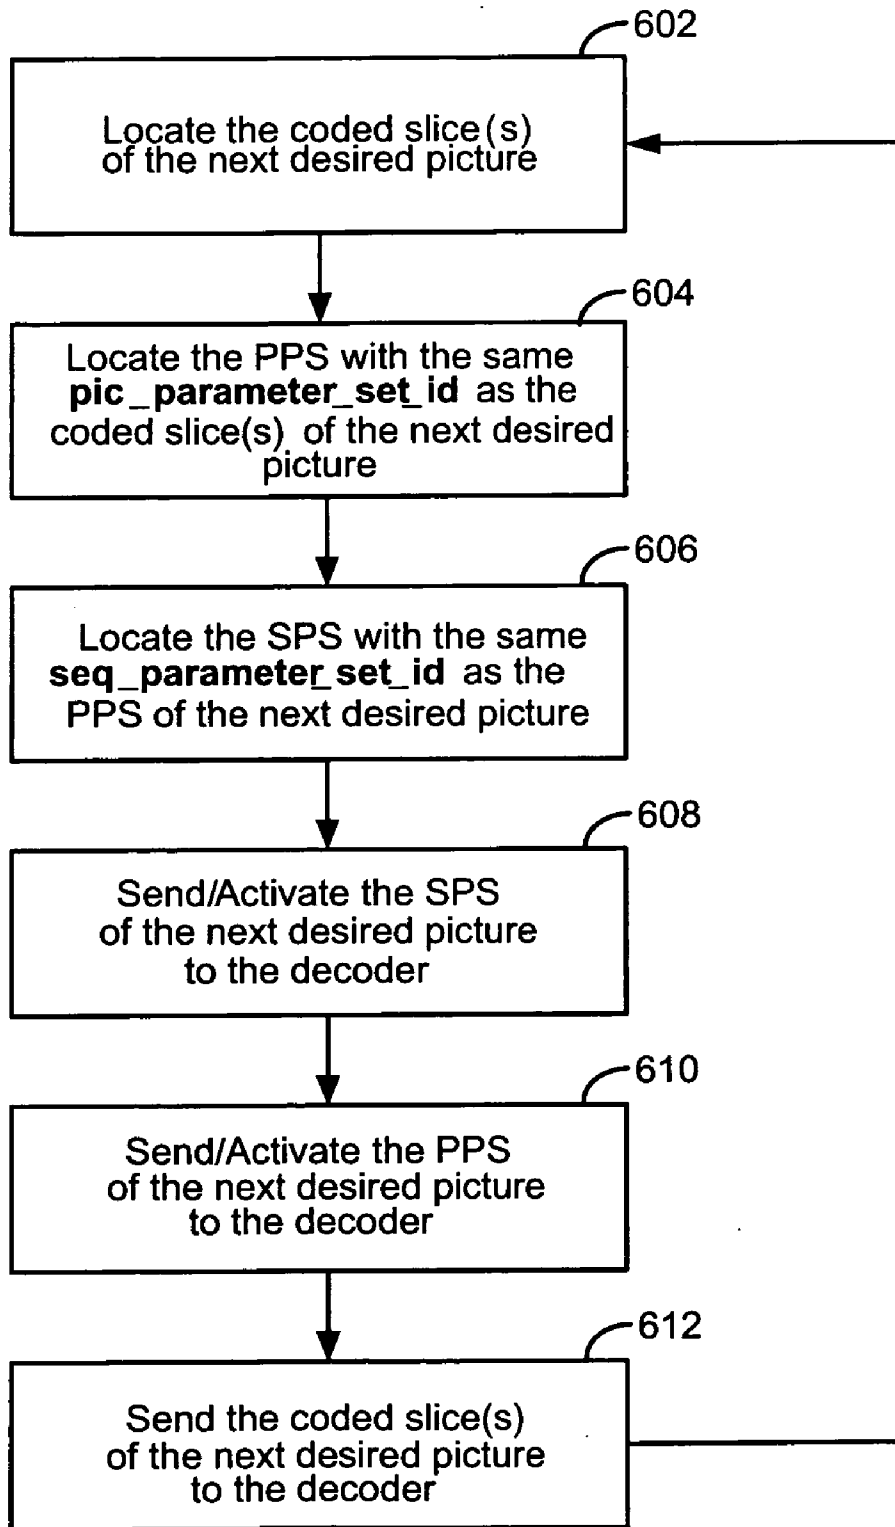 602
Locate the coded slice(s)
of the next desired picture
604
Locate the PPS with the same
pic_parameter_set_id as the
coded slice(s) of the next desired
picture
606
Locate the SPS with the same
seq_parameter_set_id as the
PPS of the next desired picture
608
Send/Activate the SPS
of the next desired picture
to the decoder
610
Send/Activate the PPS
of the next desired picture
to the decoder
612
Send the coded slice(s)
of the next desired picture
to the decoder